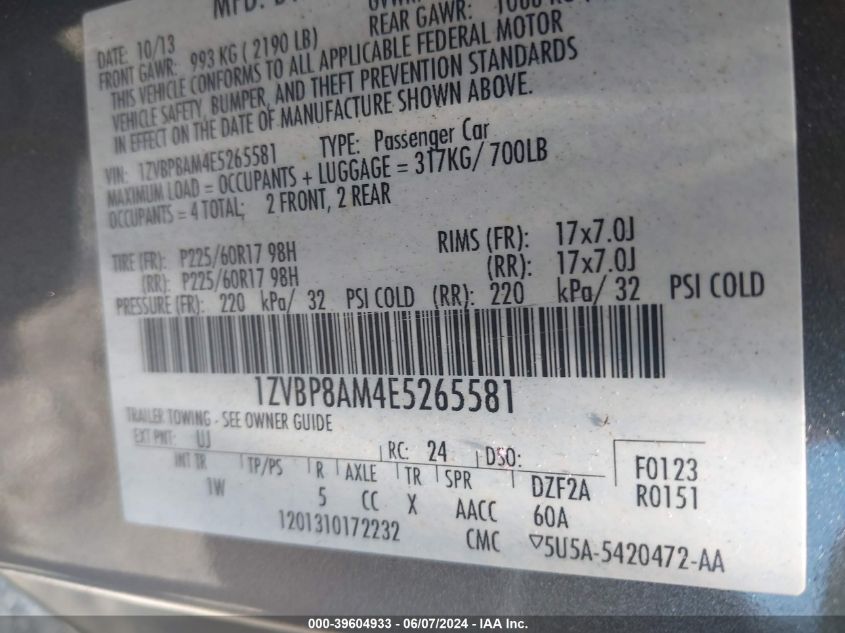 MFD. B
REAR GAWR:
DATE: 10/13
FRONT GAWR: 993 KG ( 2190 LB)
THIS VEHICLE CONFORMS TO ALL APPLICABLE FEDERAL MOTOR
VEHICLE SAFETY, BUMPER, AND THEFT PREVENTION STANDARDS
IN EFFECT ON THE DATE OF MANUFACTURE SHOWN ABOVE.
VIN: 1ZVBP8AM4E5265581 TYPE: Passenger Car
MAXIMUM LOAD = OCCUPANTS + LUGGAGE = 317KG/ 700LB
OCCUPANTS = 4 TOTAL; 2 FRONT, 2 REAR
TIRE (FR): P225/60R17 98H RIMS (FR): 17x7.0J
(RR): P225/60R17 98H (RR): 17x7.0J
PRESSURE (FR): 220 kPa/ 32 PSI COLD (RR): 220 kPa/ 32 PSI COLD
1ZVBP8AM4E5265581
TRAILER TOWING - SEE OWNER GUIDE
EXT PNT: UJ RC: 24 DSO: F0123
INT TR TP/PS R AXLE TR SPR DZF2A R0151
1W 5 CC X AACC 60A
1201310172232 CMC ▽5U5A-5420472-AA
000-39604933 - 06/07/2024 - IAA Inc.